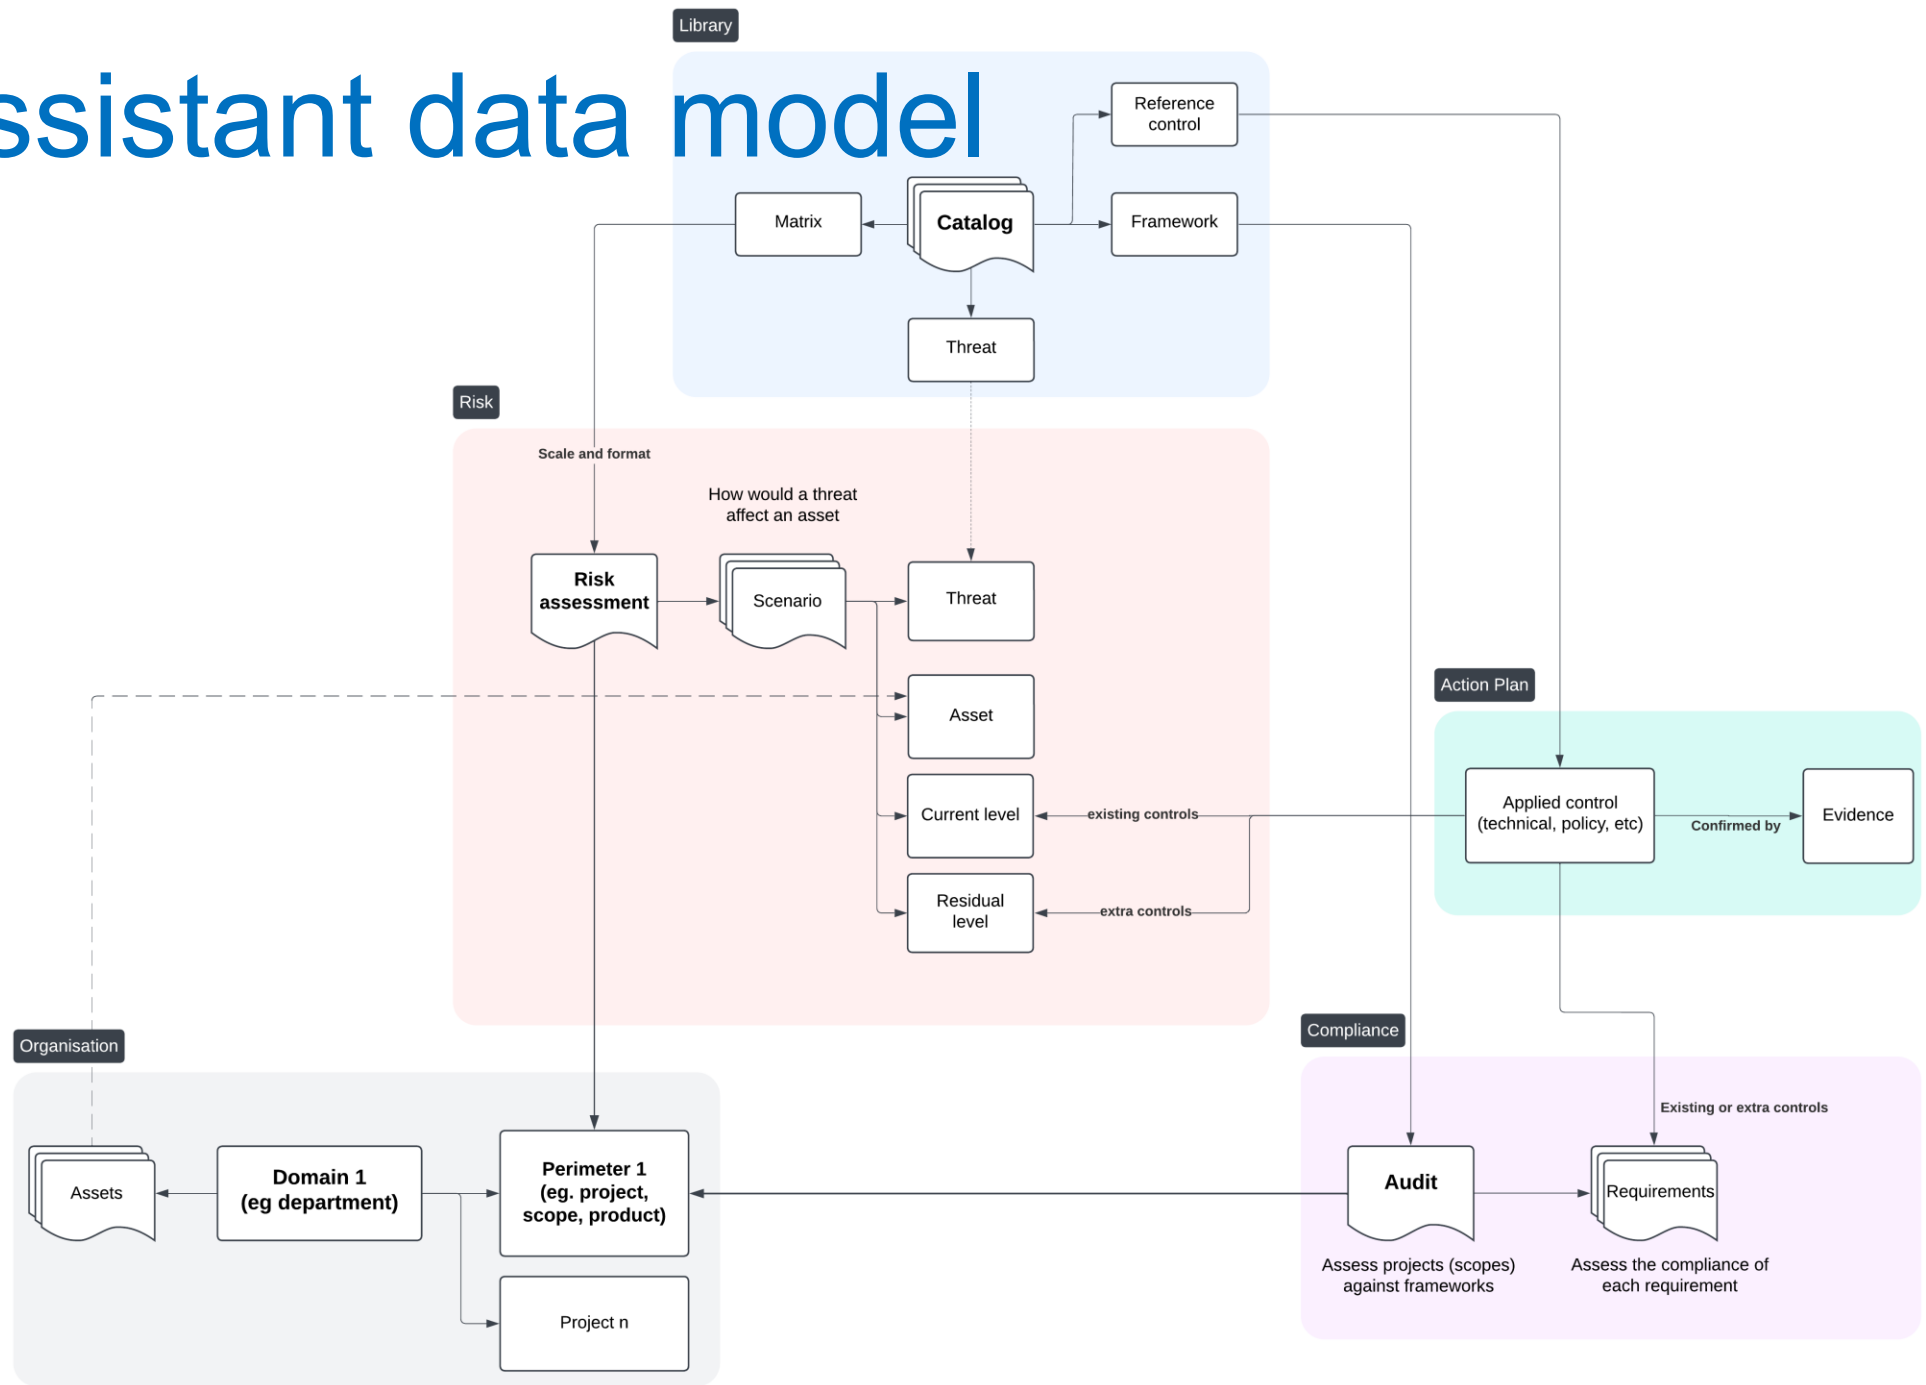 Library
ssistant data model
Reference
control
Matrix
Catalog
Framework
Threat
Risk
Scale and format
How would a threat
affect an asset
Risk
assessment
Scenario
Threat
Asset
Action Plan
Current level
existing controls
Applied control
(technical, policy, etc)
Confirmed by
Evidence
Residual
level
extra controls
Organisation
Compliance
Existing or extra controls
Assets
Domain 1
(eg department)
Perimeter 1
(eg. project,
scope, product)
Audit
Requirements
Assess projects (scopes)
against frameworks
Assess the compliance of
each requirement
Project n